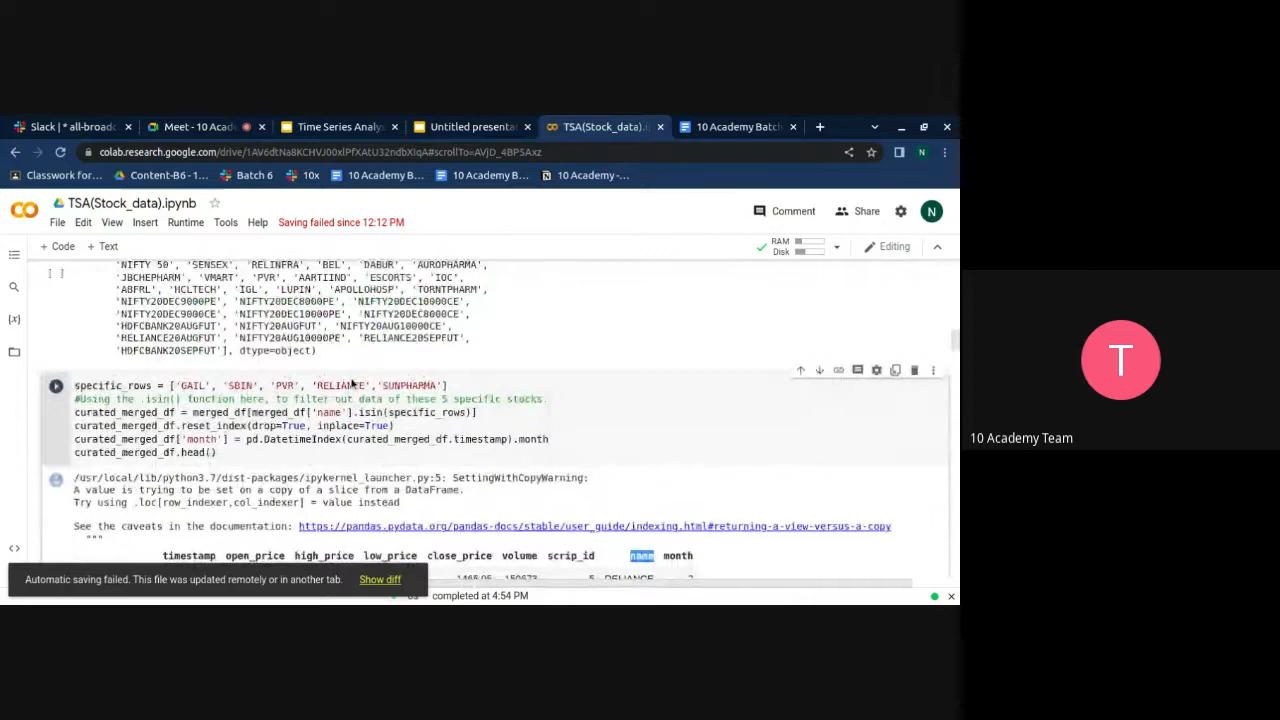 Slack | * all-broadc
Meet - 10 Acade
Time Series Analys
Untitled presentat
TSA(Stock_data).i
10 Academy Batch
colab.research.google.com/drive/1AV6dtNa8KCHVJ00xlPfXAtU32ndbXIqA#scrollTo=AVjD_4BP5Axz
Classwork for...
Content-B6 - 1...
Batch 6
10x
10 Academy B...
10 Academy B...
10 Academy -...
TSA(Stock_data).ipynb
Comment
Share
N
File Edit View Insert Runtime Tools Help Saving failed since 12:12 PM
+ Code + Text
RAM
Disk
Editing
'NIFTY 50', 'SENSEX', 'RELINFRA', 'BEL', 'DABUR', 'AUROPHARMA',
'JBCHEPHARM', 'VMART', 'PVR', 'AARTIIND', 'ESCORTS', 'IOC',
'ABFRL', 'HCLTECH', 'IGL', 'LUPIN', 'APOLLOHOSP', 'TORNTPHARM',
'NIFTY20DEC9000PE', 'NIFTY20DEC8000PE', 'NIFTY20DEC10000CE',
'NIFTY20DEC9000CE', 'NIFTY20DEC10000PE', 'NIFTY20DEC8000CE',
'HDFCBANK20AUGFUT', 'NIFTY20AUGFUT', 'NIFTY20AUG10000CE',
'RELIANCE20AUGFUT', 'NIFTY20AUG10000PE', 'RELIANCE20SEPFUT',
'HDFCBANK20SEPFUT'], dtype=object)
specific_rows = ['GAIL', 'SBIN', 'PVR', 'RELIANCE','SUNPHARMA']
#Using the .isin() function here, to filter out data of these 5 specific stocks.
curated_merged_df = merged_df[merged_df['name'].isin(specific_rows)]
curated_merged_df.reset_index(drop=True, inplace=True)
curated_merged_df['month'] = pd.DatetimeIndex(curated_merged_df.timestamp).month
curated_merged_df.head()
/usr/local/lib/python3.7/dist-packages/ipykernel_launcher.py:5: SettingWithCopyWarning:
A value is trying to be set on a copy of a slice from a DataFrame.
Try using .loc[row_indexer,col_indexer] = value instead
See the caveats in the documentation: https://pandas.pydata.org/pandas-docs/stable/user_guide/indexing.html#returning-a-view-versus-a-copy
"""
timestamp open_price high_price low_price close_price volume scrip_id name month
Automatic saving failed. This file was updated remotely or in another tab. Show diff
completed at 4:54 PM
T
10 Academy Team